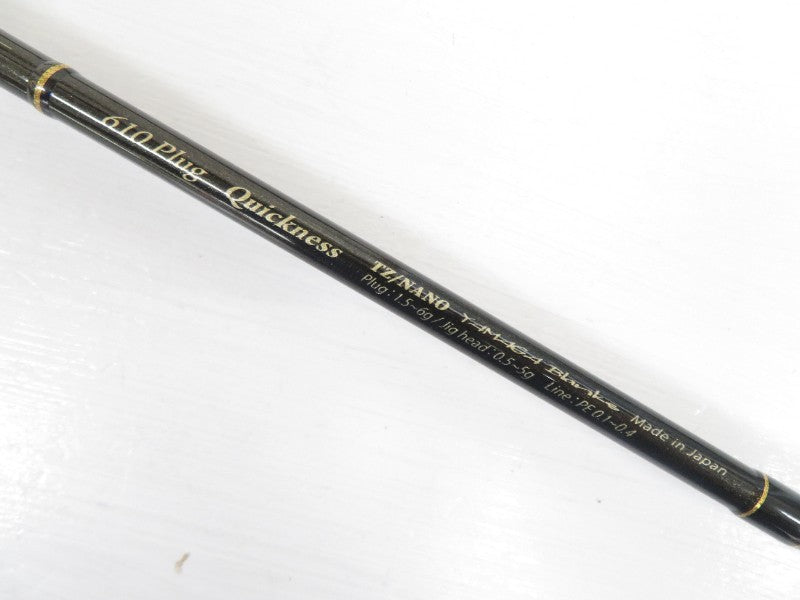 610 Plug Quickness TZ/NANO YAMAGA Blanks Made in Japan
Plug : 1.5~6g / Jig head : 0.5~5g Line : PE 0.1~0.4